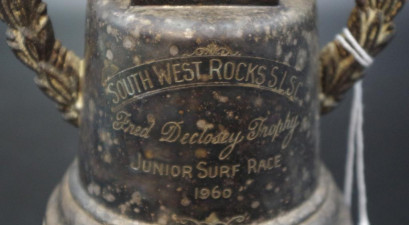 SOUTH WEST ROCKS S.L.S.C.
Fred Declosey Trophy
JUNIOR SURF RACE
1960